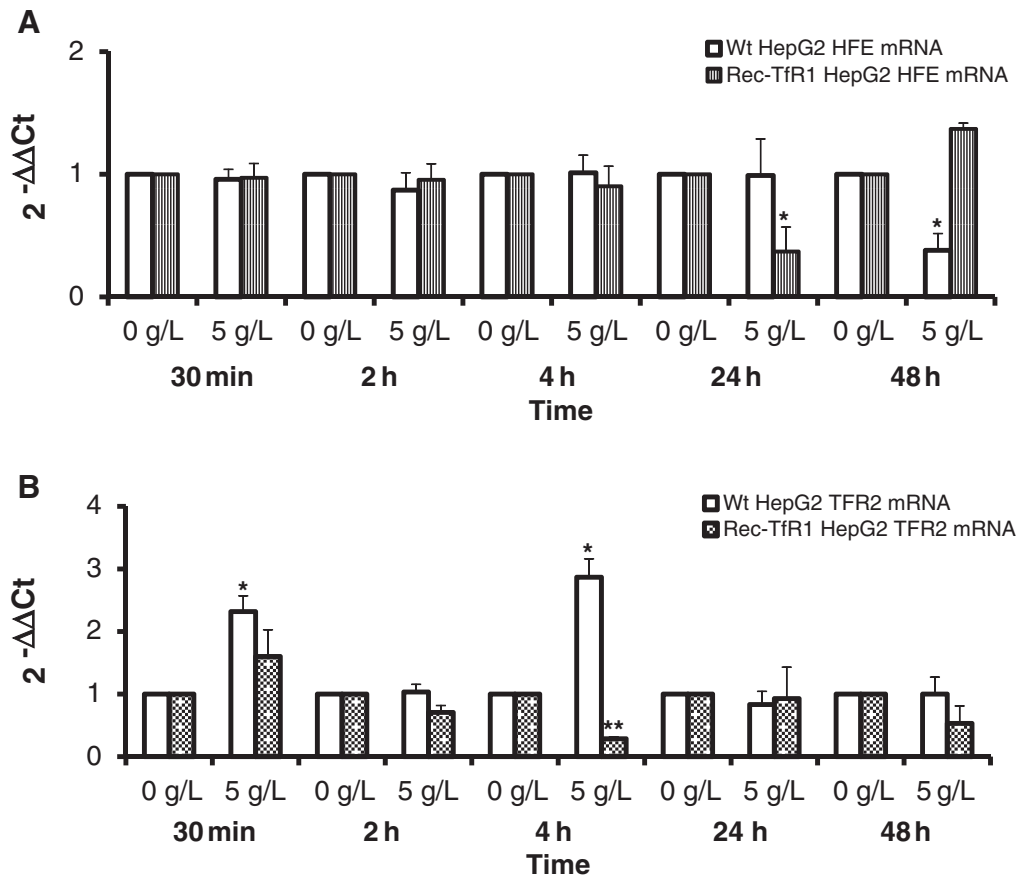 A
2
Wt HepG2 HFE mRNA
Rec-TfR1 HepG2 HFE mRNA
2 -ΔΔCt
1
*
*
0
0 g/L 5 g/L 0 g/L 5 g/L 0 g/L 5 g/L 0 g/L 5 g/L 0 g/L 5 g/L
30 min 2 h 4 h 24 h 48 h
Time
B
4
Wt HepG2 TFR2 mRNA
Rec-TfR1 HepG2 TFR2 mRNA
3
*
*
2 -ΔΔCt
2
1
**
0
0 g/L 5 g/L 0 g/L 5 g/L 0 g/L 5 g/L 0 g/L 5 g/L 0 g/L 5 g/L
30 min 2 h 4 h 24 h 48 h
Time